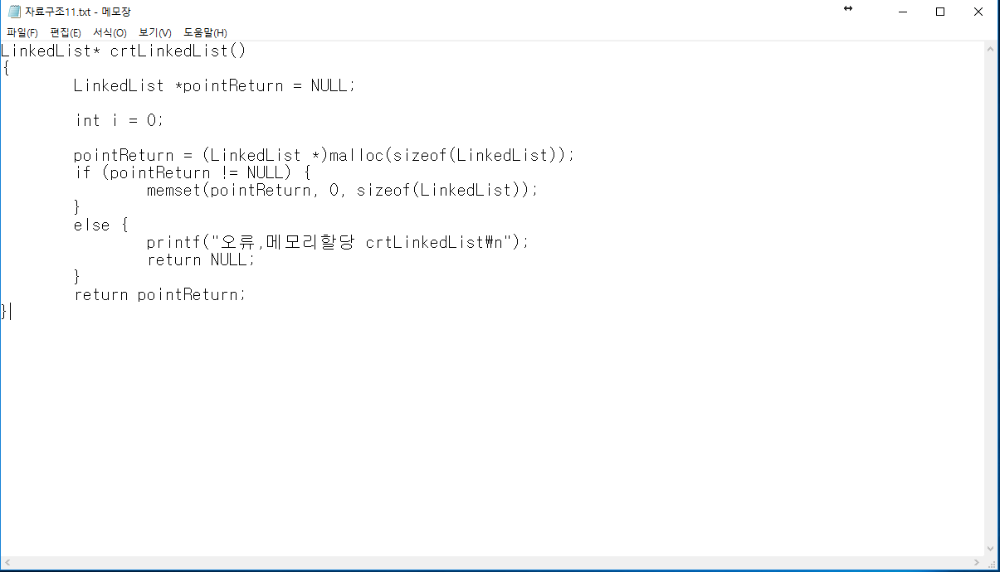 자료구조11.txt - 메모장
파일(F) 편집(E) 서식(O) 보기(V) 도움말(H)
LinkedList* crtLinkedList()
{
LinkedList *pointReturn = NULL;
int i = 0;
pointReturn = (LinkedList *)malloc(sizeof(LinkedList));
if (pointReturn != NULL) {
memset(pointReturn, 0, sizeof(LinkedList));
}
else {
printf("오류,메모리할당 crtLinkedList₩n");
return NULL;
}
return pointReturn;
}